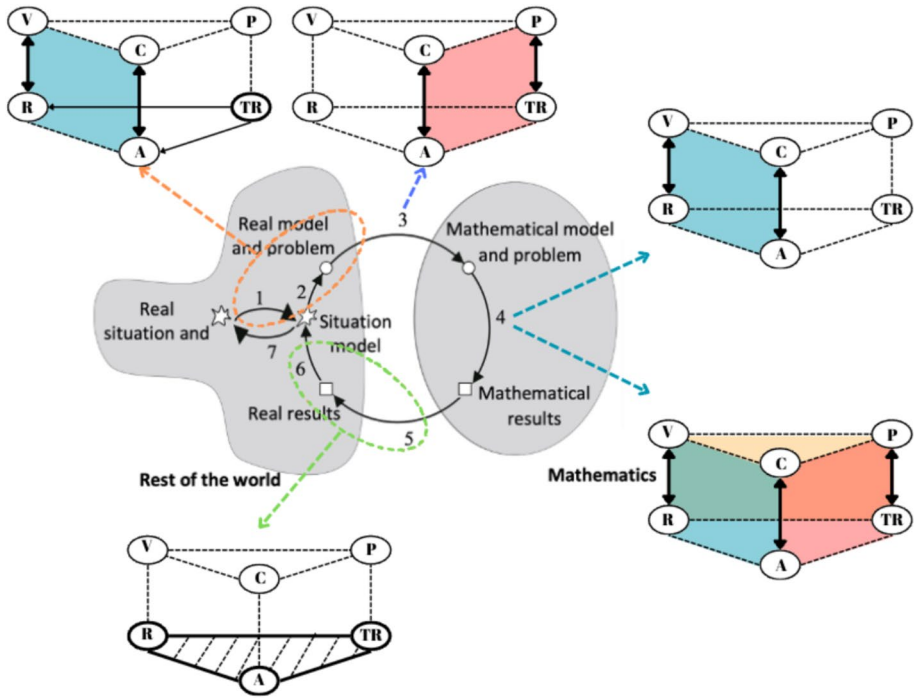 V
P
C
R
TR
A
V
P
C
R
TR
A
V
P
C
R
TR
A
Real model
and problem
3
Mathematical model
and problem
1
2
Real
situation and
Situation
model
4
7
6
Real results
Mathematical
results
5
Rest of the world
Mathematics
V
P
C
R
TR
A
V
P
C
R
TR
A